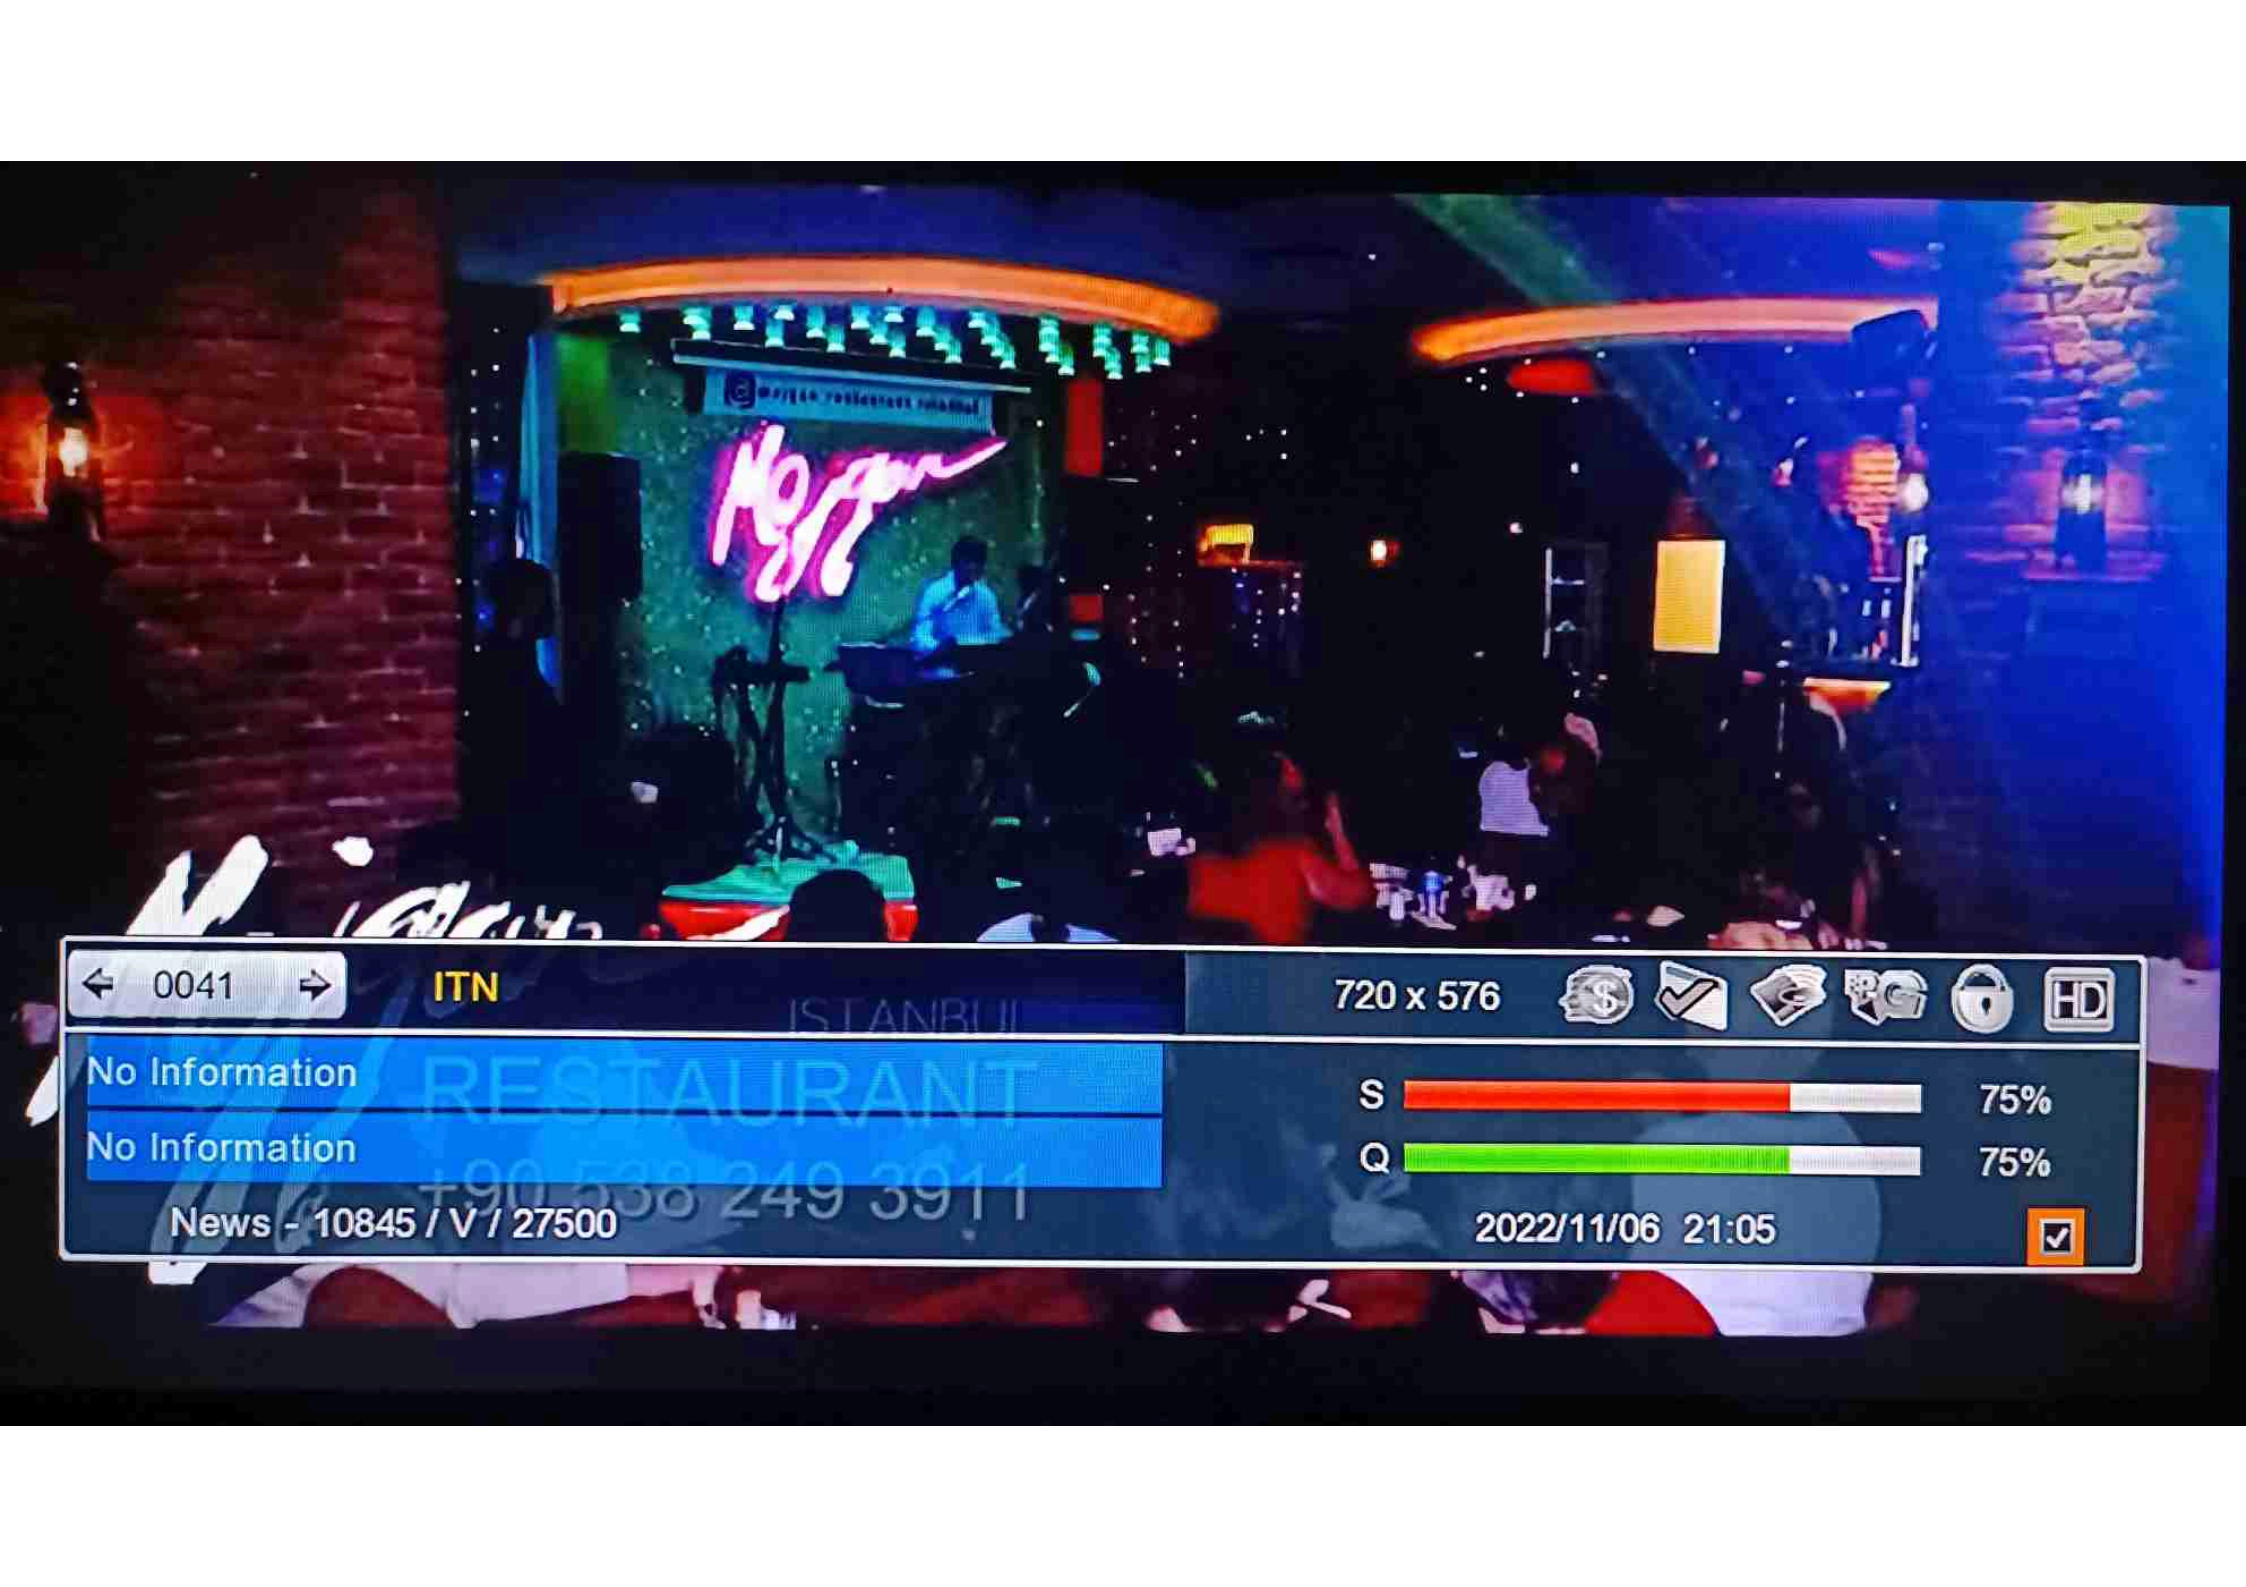 Mojgan
0041
ITN
720 x 576
HD
ISTANBUL
No Information
RESTAURANT
S 75%
No Information
Q 75%
+90 538 249 3911
News - 10845 / V / 27500
2022/11/06 21:05